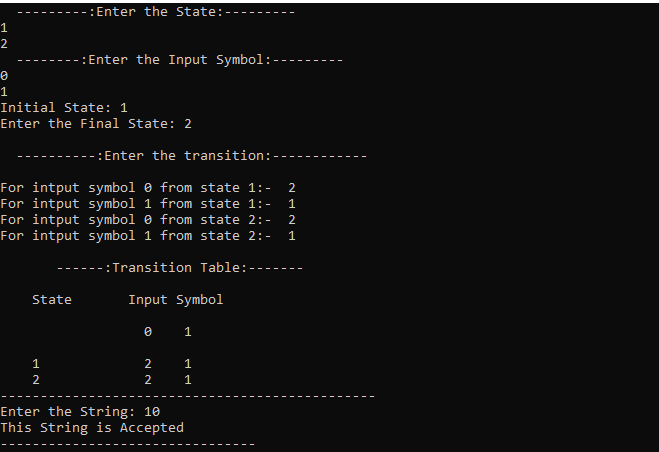 ---------:Enter the State:---------
1
2
--------:Enter the Input Symbol:---------
0
1
Initial State: 1
Enter the Final State: 2
----------:Enter the transition:------------
For intput symbol 0 from state 1:-  2
For intput symbol 1 from state 1:-  1
For intput symbol 0 from state 2:-  2
For intput symbol 1 from state 2:-  1
------:Transition Table:-------
State       Input Symbol
0    1
1             2    1
2             2    1
-----------------------------------------------
Enter the String: 10
This String is Accepted
--------------------------------